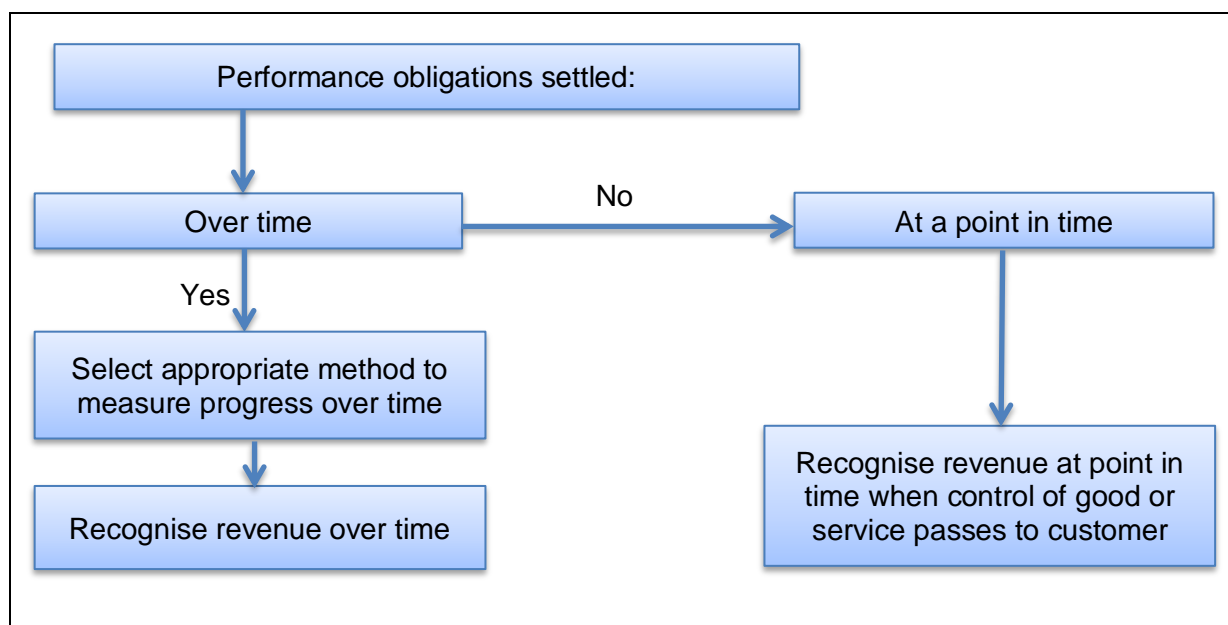 Performance obligations settled:
No
Over time
At a point in time
Yes
Select appropriate method to
measure progress over time
Recognise revenue at point in
time when control of good or
service passes to customer
Recognise revenue over time